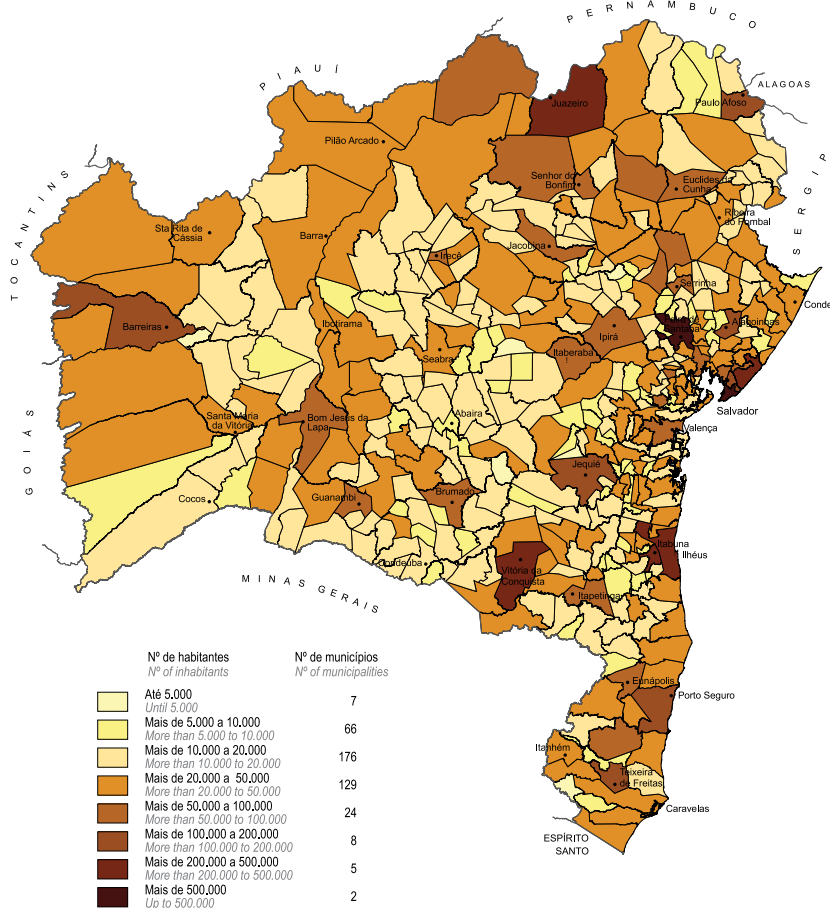 PERNAMBUCO
PIAUÍ
ALAGOAS
Juazeiro
Paulo Afoso
Pilão Arcado
SERGIP
Senhor do
Bonfim
Euclides da
Cunha
TOCANTINS
Ribeira
do Pombal
Sta Rita de
Cássia
Barra
Jacobina
Irecê
Serrinha
Conde
Barreiras
Ibotirama
Alagoinhas
Santana
Ipirá
Seabra
Itaberaba
Salvador
GOIÁS
Santa Maria
da Vitória
Bom Jesus da
Lapa
Abaira
Valença
Jequié
Cocos
Guanambi
Brumado
Itabuna
Ilhéus
Condeúba
Vitória da
Conquista
MINAS GERAIS
Itapetinga
Eunápolis
Porto Seguro
Itanhém
Teixeira
de Freitas
Caravelas
ESPÍRITO
SANTO
Nº de habitantes Nº de municípios
Nº of inhabitants Nº of municipalities
Até 5.000 7
Until 5.000
Mais de 5.000 a 10.000 66
More than 5.000 to 10.000
Mais de 10.000 a 20.000 176
More than 10.000 to 20.000
Mais de 20.000 a 50.000 129
More than 20.000 to 50.000
Mais de 50.000 a 100.000 24
More than 50.000 to 100.000
Mais de 100.000 a 200.000 8
More than 100.000 to 200.000
Mais de 200.000 a 500.000 5
More than 200.000 to 500.000
Mais de 500.000 2
Up to 500.000